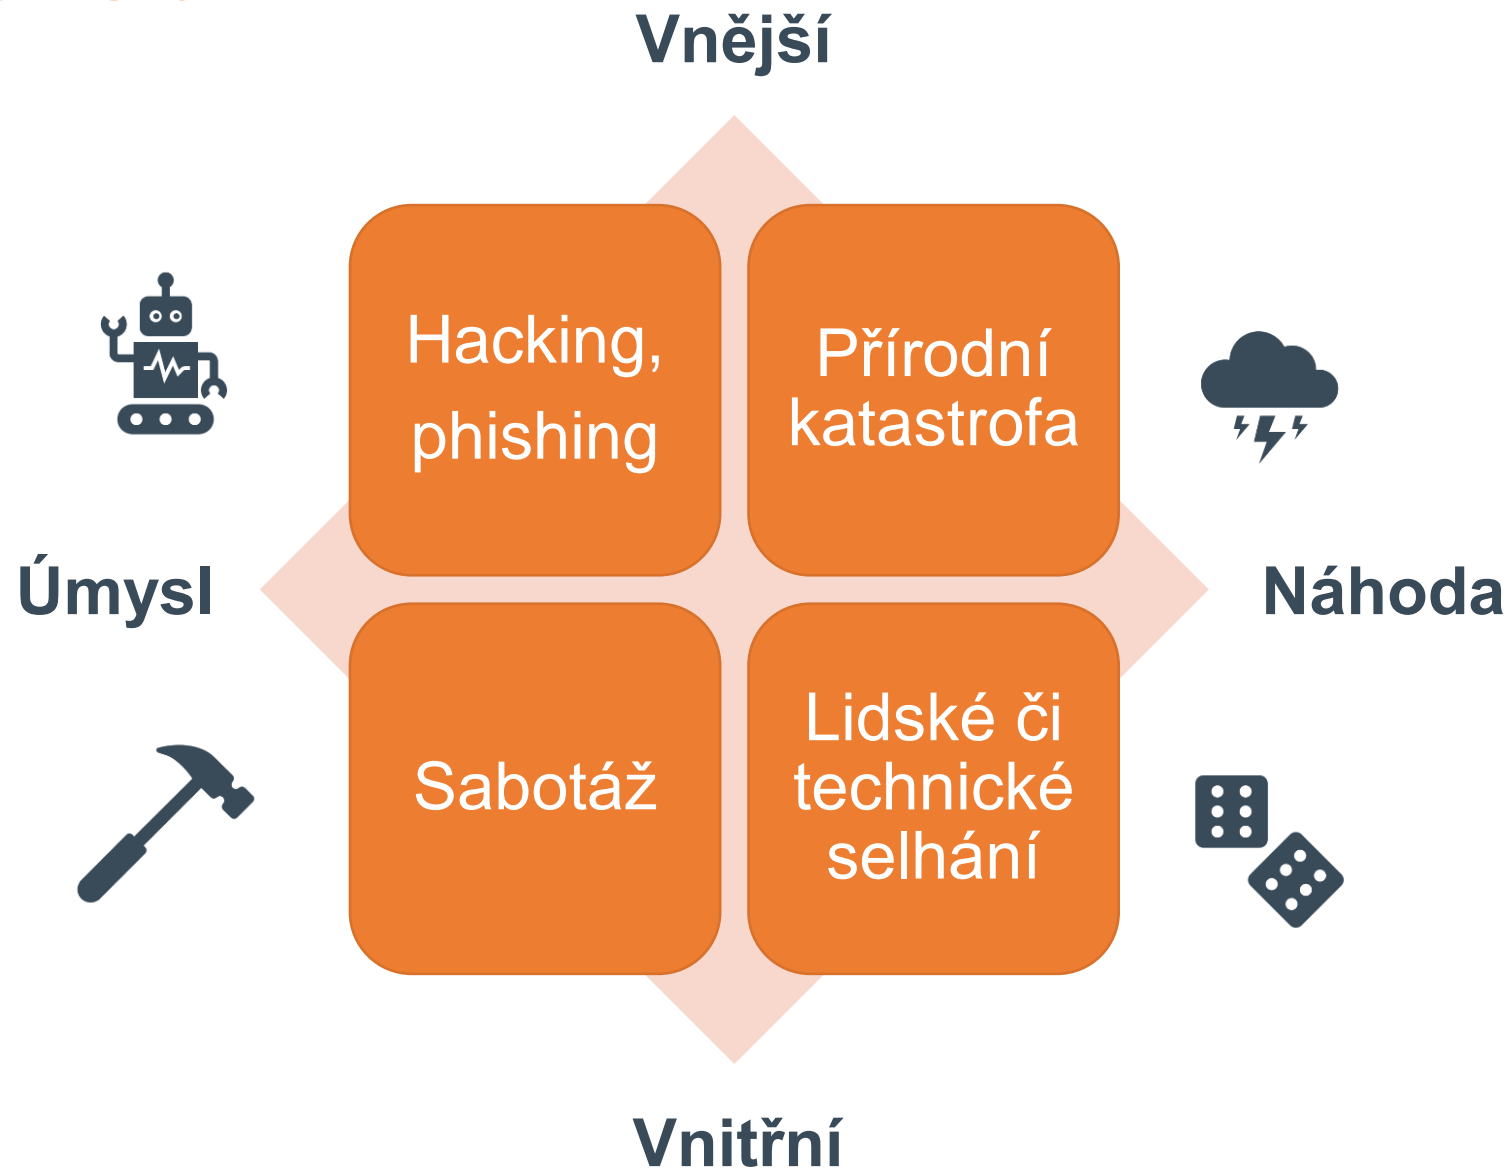 Vnější
Hacking,
phishing
Přírodní
katastrofa
Úmysl
Náhoda
Sabotáž
Lidské či
technické
selhání
Vnitřní